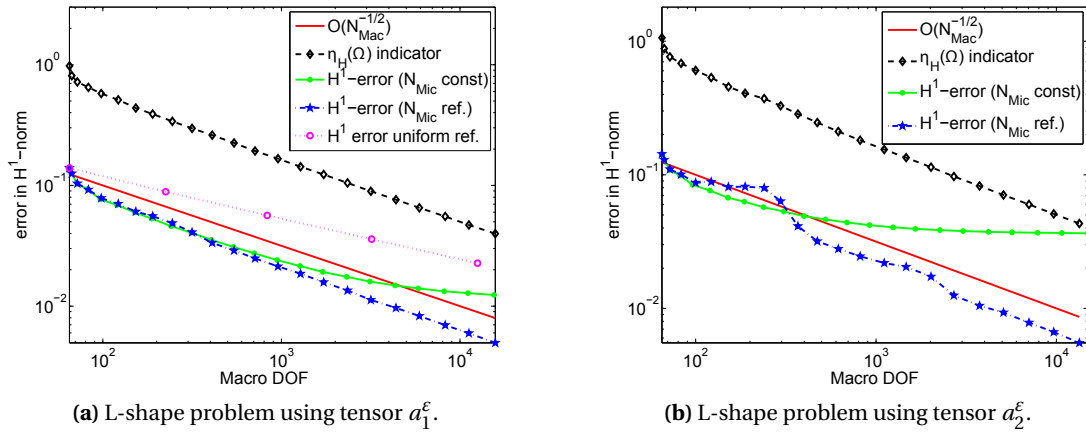 O(N_Mac^−1/2)
η_H(Ω) indicator
H^1−error (N_Mic const)
H^1−error (N_Mic ref.)
H^1 error uniform ref.
error in H^1−norm
10^0
10^−1
10^−2
10^2
10^3
10^4
Macro DOF
(a) L-shape problem using tensor a_1^ε.
O(N_Mac^−1/2)
η_H(Ω) indicator
H^1−error (N_Mic const)
H^1−error (N_Mic ref.)
error in H^1−norm
10^0
10^−1
10^−2
10^2
10^3
10^4
Macro DOF
(b) L-shape problem using tensor a_2^ε.